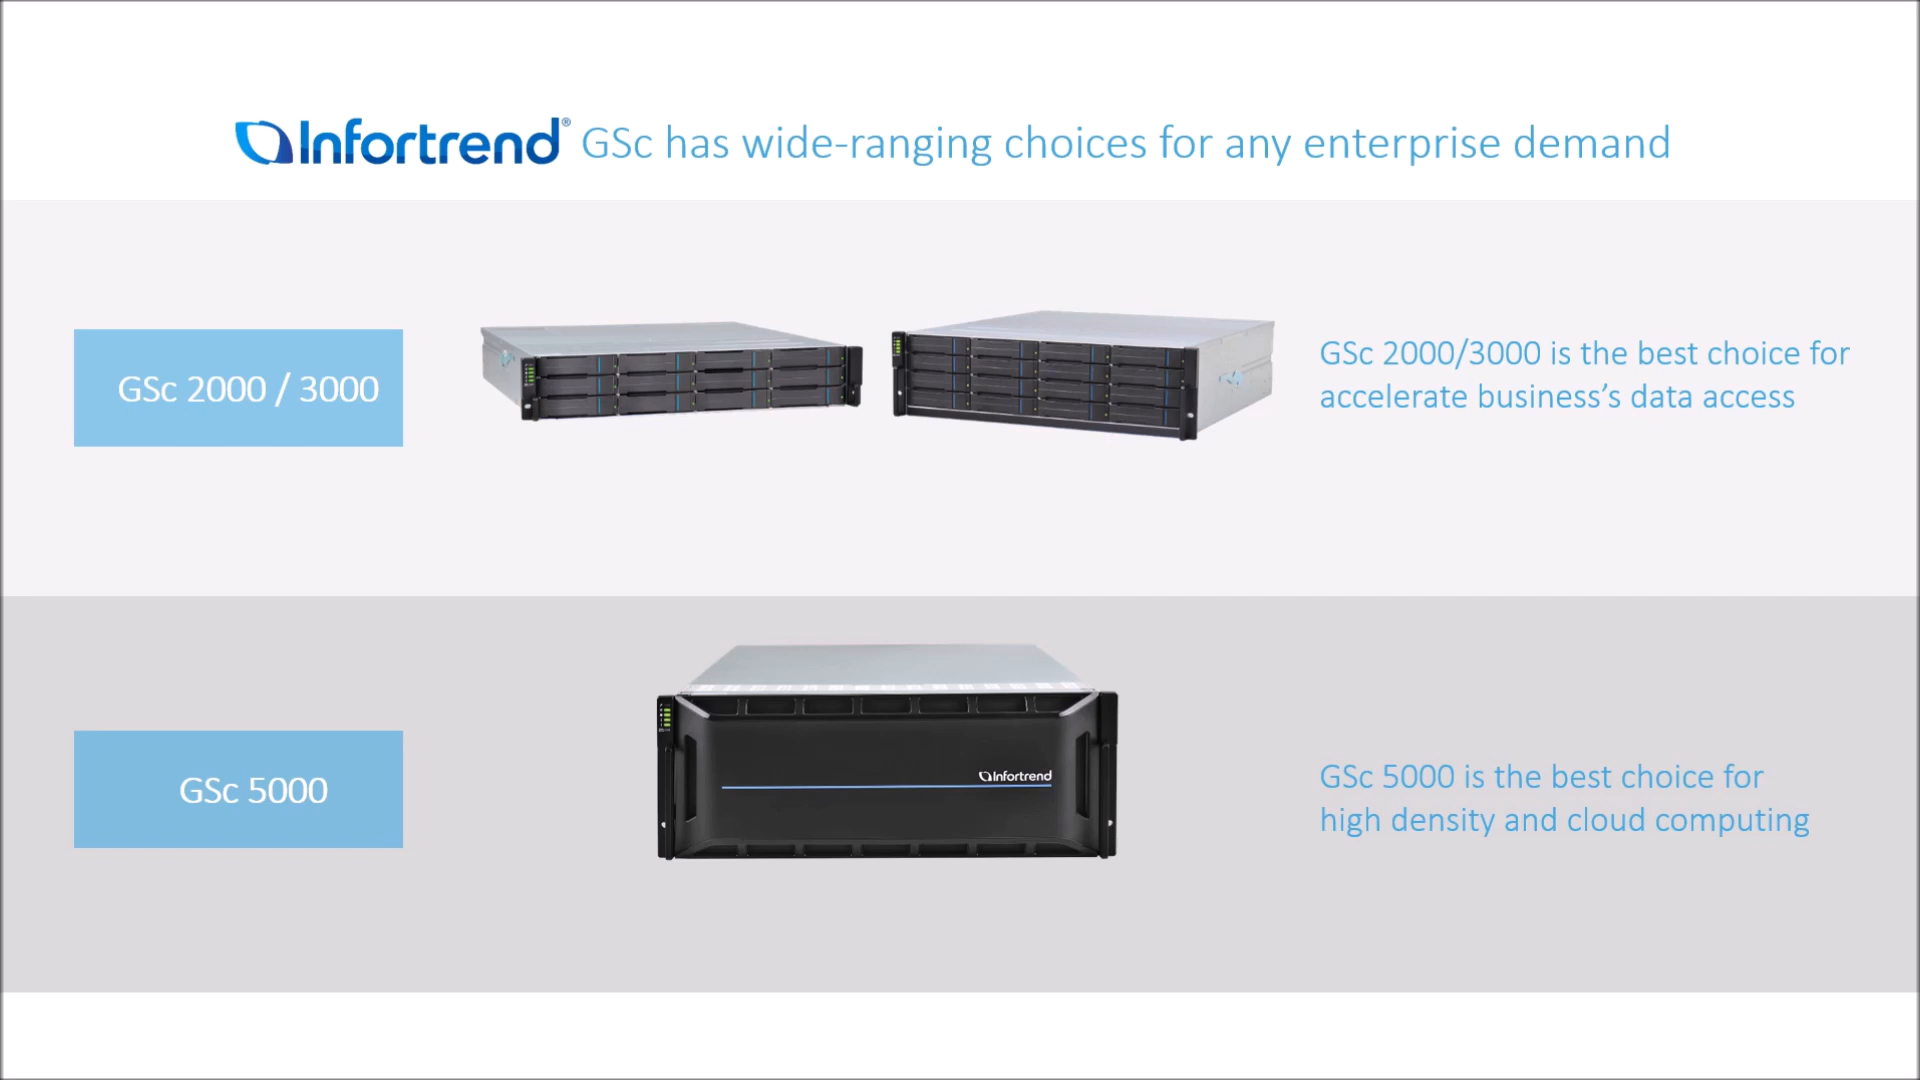 Infortrend® GSc has wide-ranging choices for any enterprise demand
GSc 2000 / 3000
GSc 2000/3000 is the best choice for
accelerate business’s data access
GSc 5000
Infortrend
GSc 5000 is the best choice for
high density and cloud computing